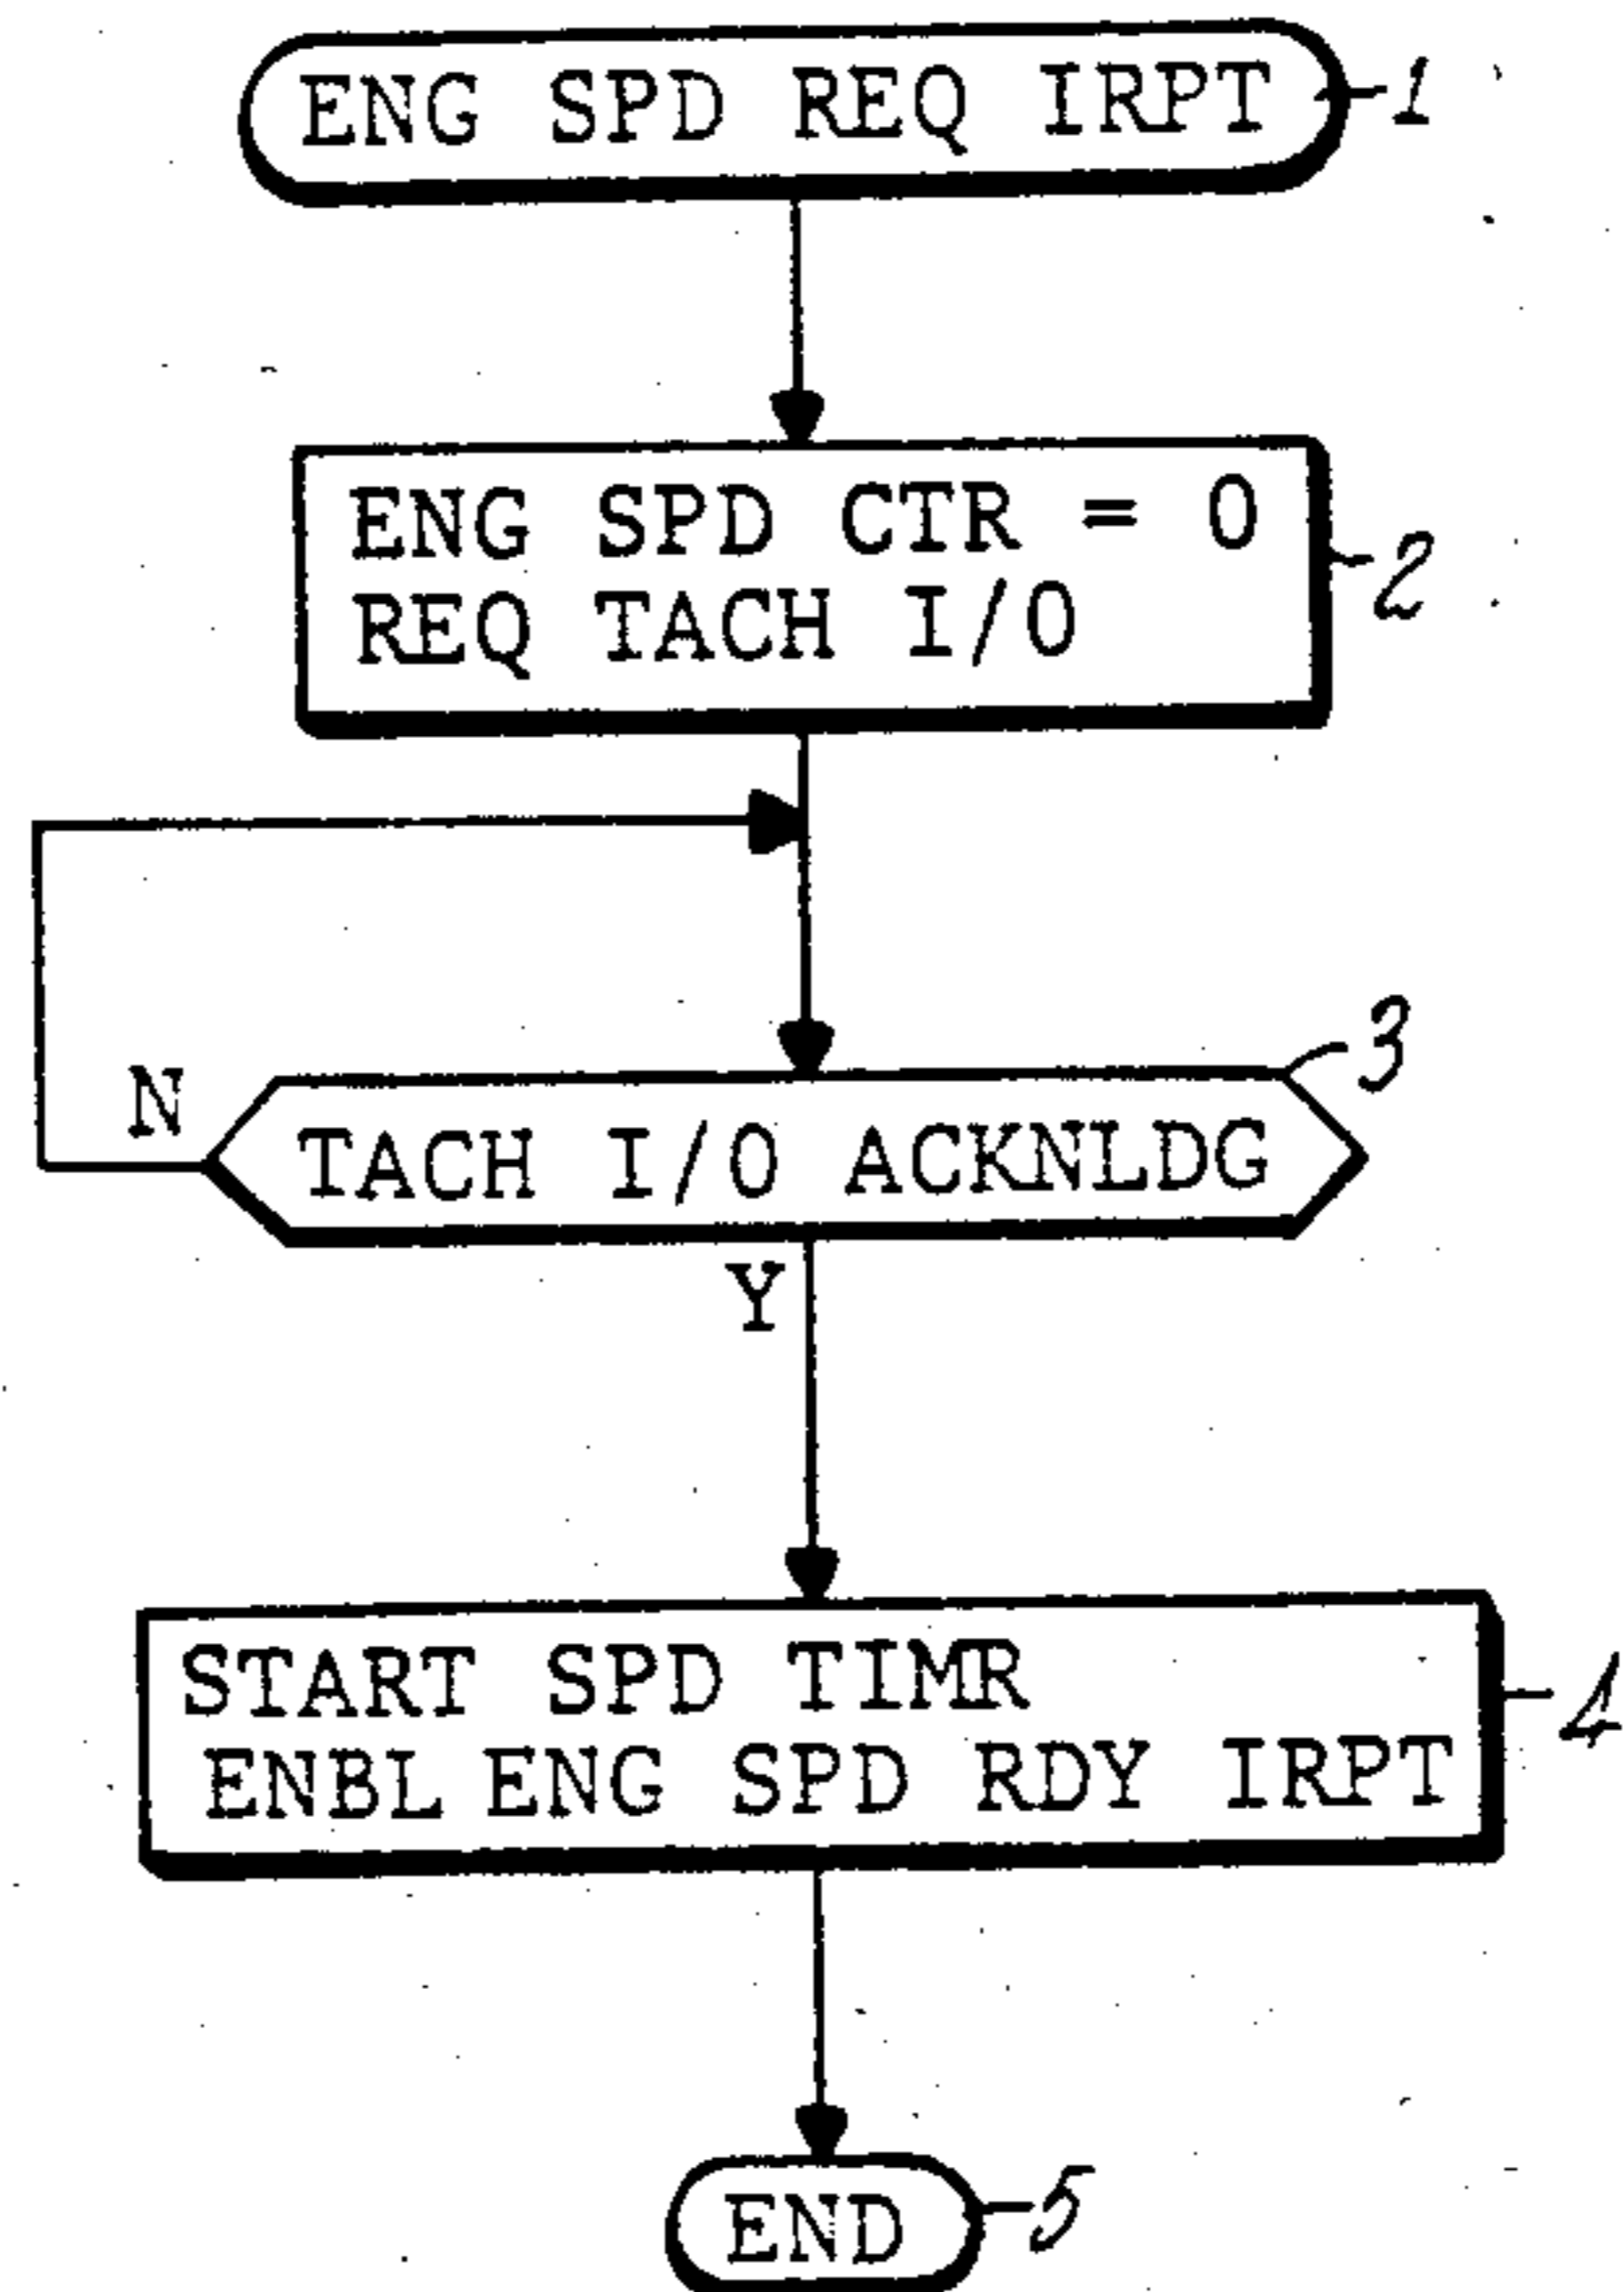 ENG SPD REQ IRPT 1
ENG SPD CTR = 0
REQ TACH I/O
2
3
N
TACH I/O ACKNLDG
Y
START SPD TIMR
ENBL ENG SPD RDY IRPT
4
END 5